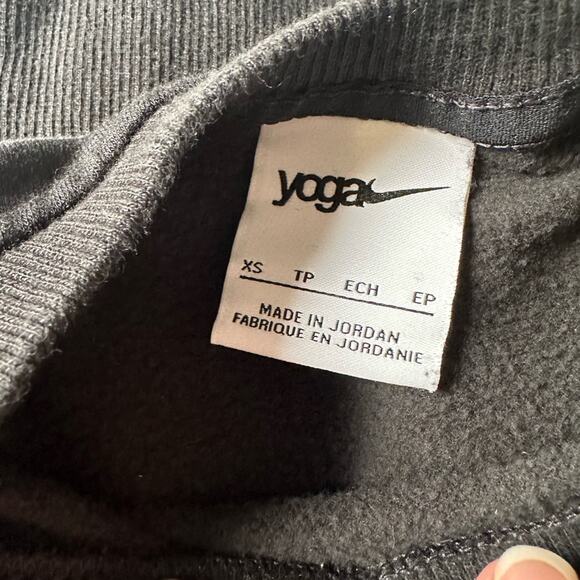 yoga
XS TP ECH EP
MADE IN JORDAN
FABRIQUE EN JORDANIE